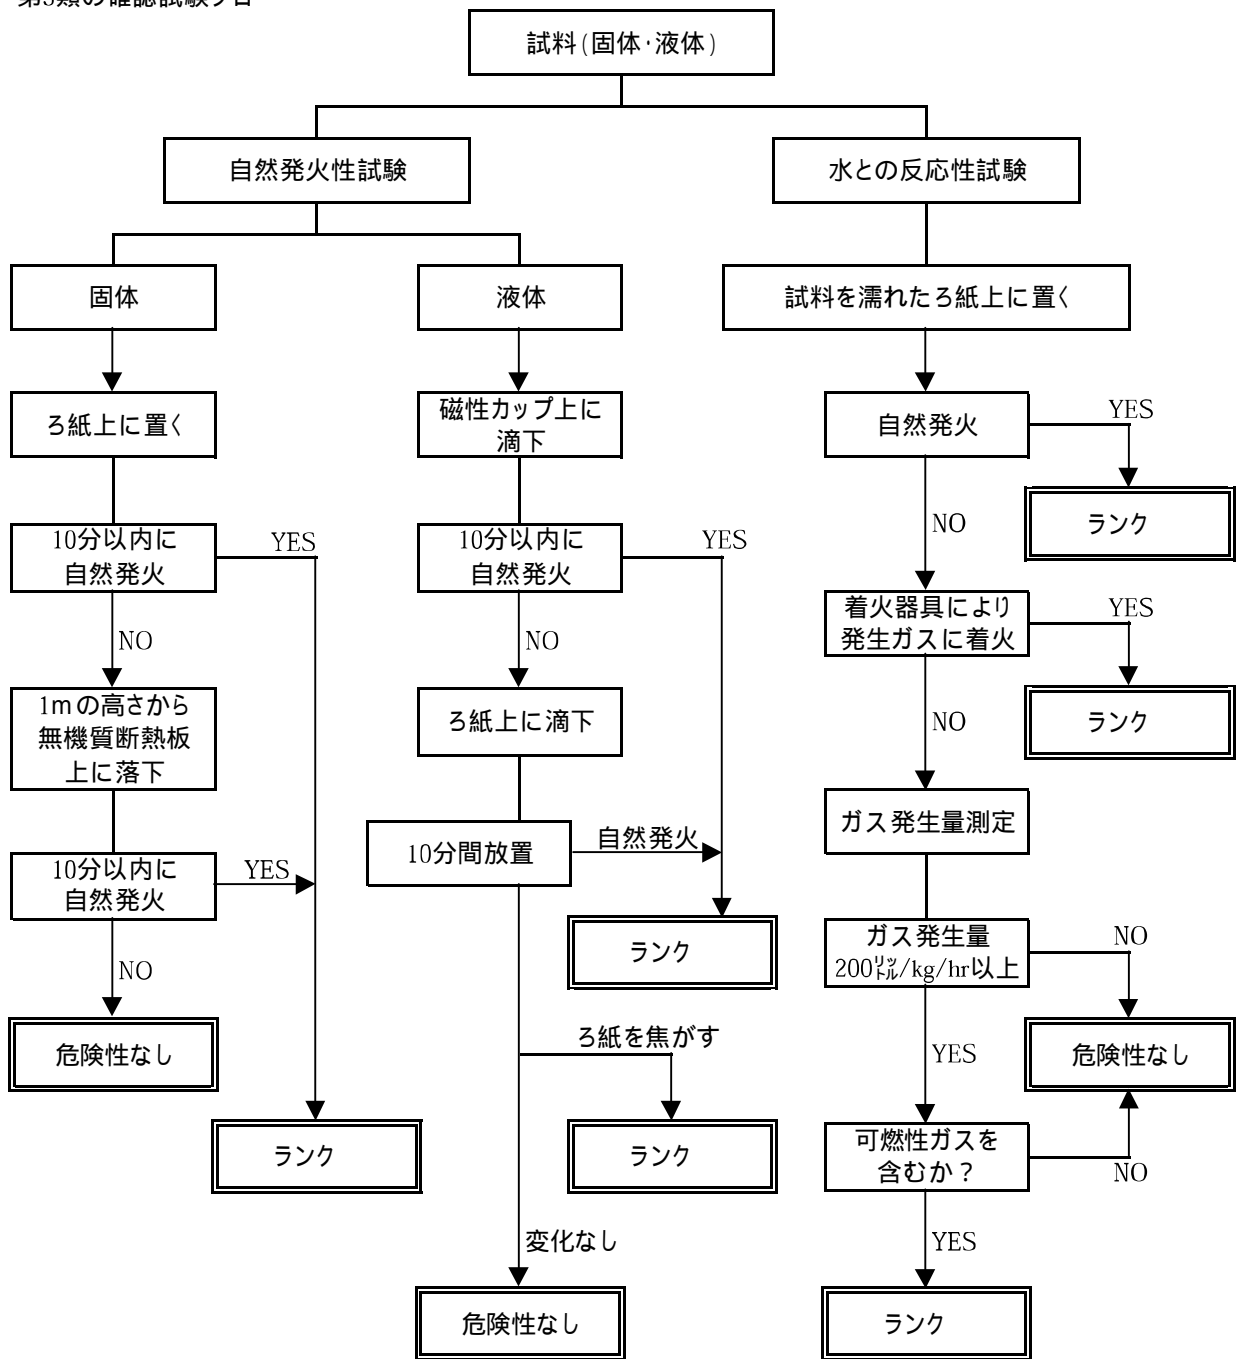 第3類の確認試験フロー
試料(固体・液体)
自然発火性試験
水との反応性試験
固体
液体
試料を濡れたろ紙上に置く
ろ紙上に置く
磁性カップ上に
滴下
自然発火
YES
ランク
NO
10分以内に
自然発火
YES
10分以内に
自然発火
YES
着火器具により
発生ガスに着火
YES
ランク
NO
NO
NO
1mの高さから
無機質断熱板
上に落下
ろ紙上に滴下
ガス発生量測定
10分間放置
自然発火
10分以内に
自然発火
YES
ランク
ガス発生量
200リットル/kg/hr以上
NO
NO
危険性なし
ろ紙を焦がす
YES
危険性なし
ランク
ランク
可燃性ガスを
含むか?
NO
変化なし
YES
危険性なし
ランク